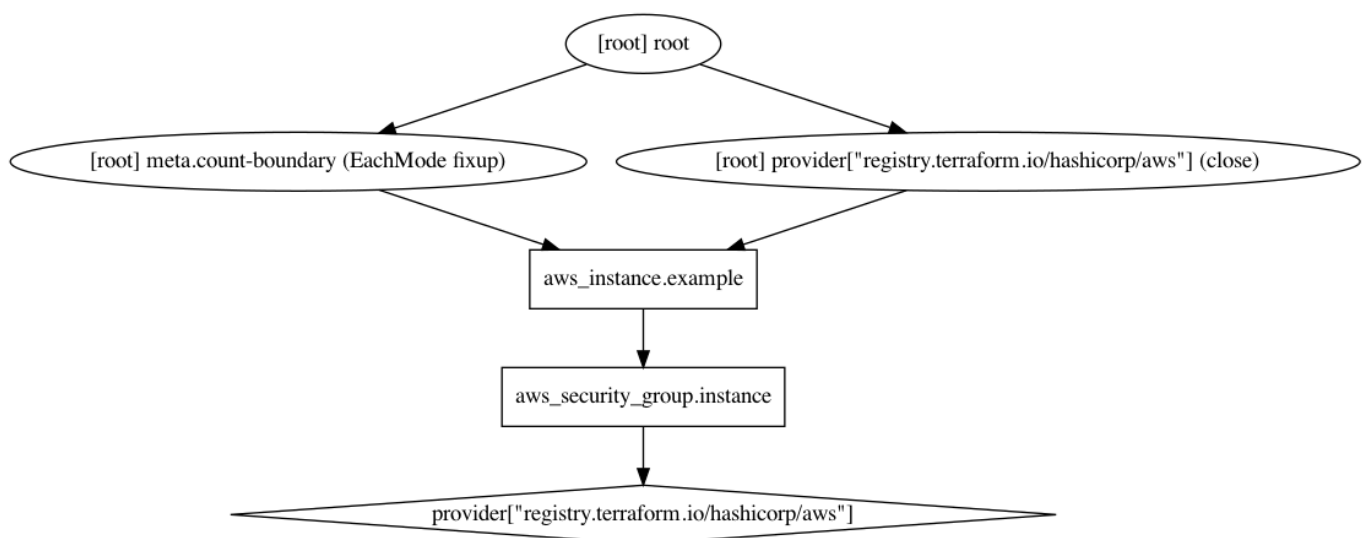 [root] root
[root] meta.count-boundary (EachMode fixup)
[root] provider["registry.terraform.io/hashicorp/aws"] (close)
aws_instance.example
aws_security_group.instance
provider["registry.terraform.io/hashicorp/aws"]